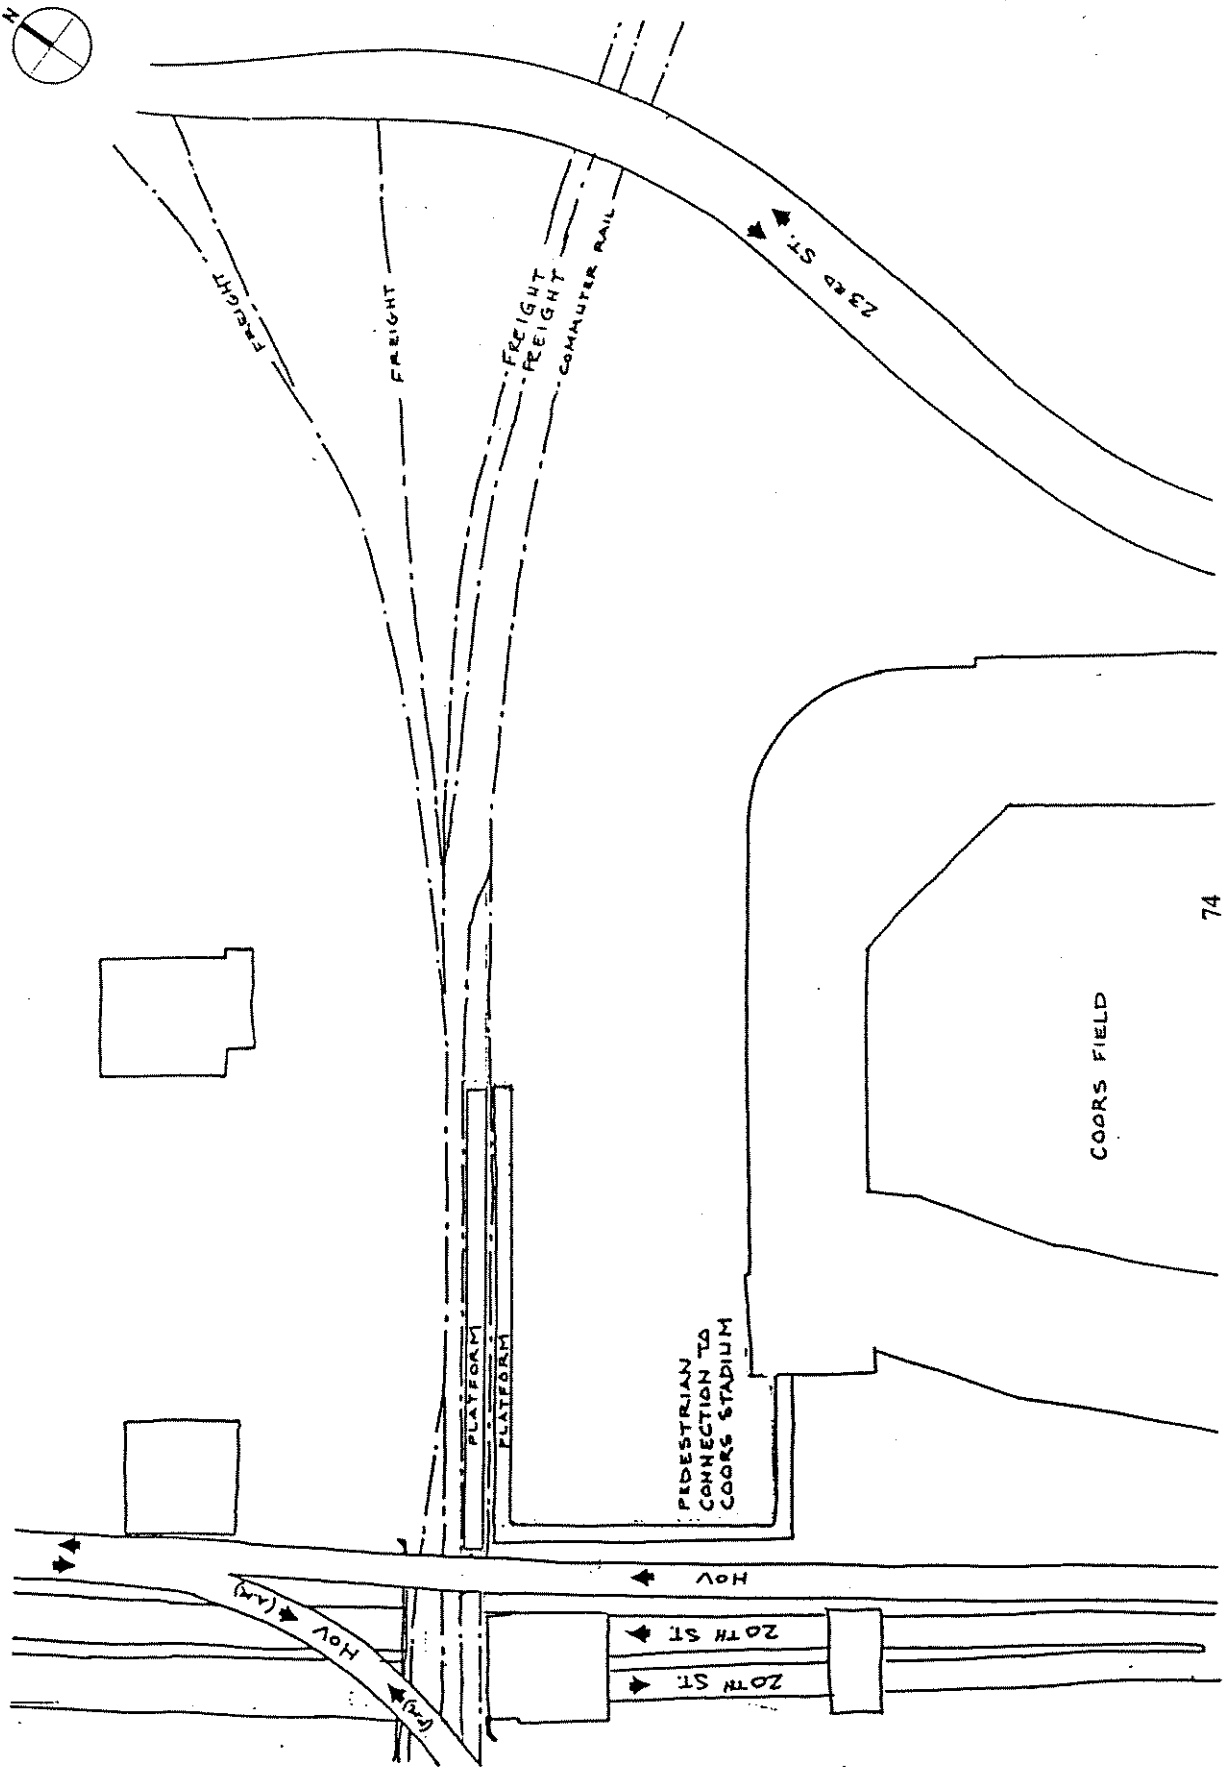 N
FREIGHT
FREIGHT
FREIGHT
FREIGHT
COMMUTER RAIL
23RD ST.
PLATFORM
PLATFORM
PEDESTRIAN
CONNECTION TO
COORS STADIUM
COORS FIELD
HOV
HOV
(A.M.)
(P.M.)
20TH ST.
20TH ST.
74